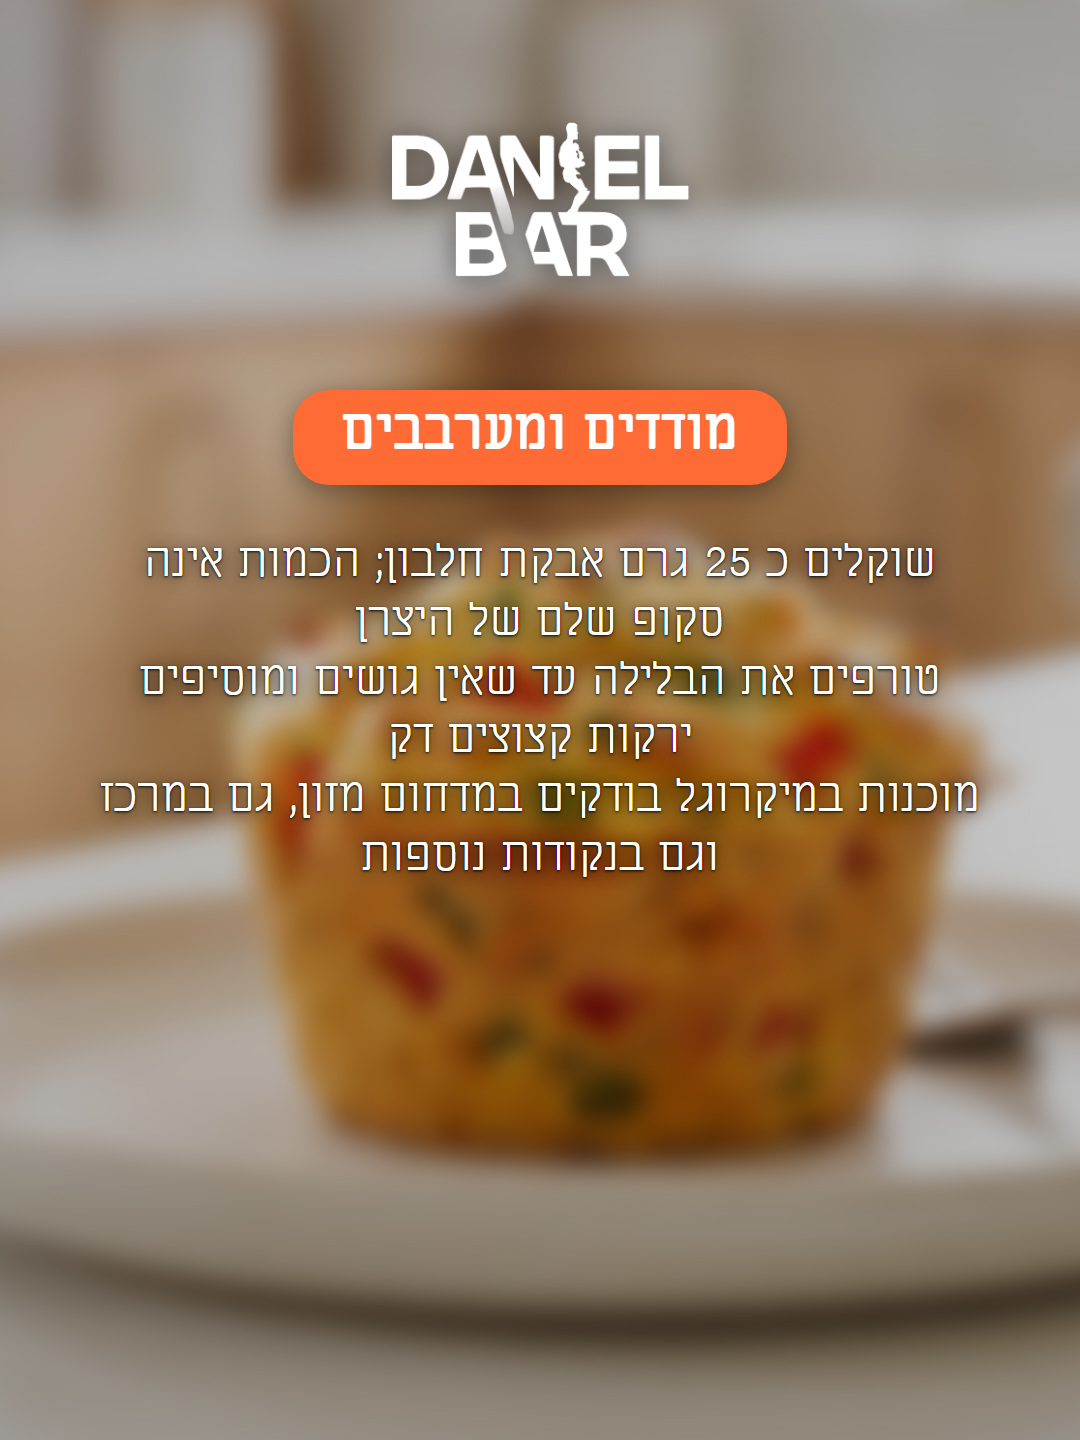 DANIEL
BAR
מודדים ומערבבים
שוקלים כ 25 גרם אבקת חלבון; הכמות אינה
סקופ שלם של היצרן
טורפים את הבלילה עד שאין גושים ומוסיפים
ירקות קצוצים דק
מוכנות במיקרוגל בודקים במדחום מזון, גם במרכז
וגם בנקודות נוספות